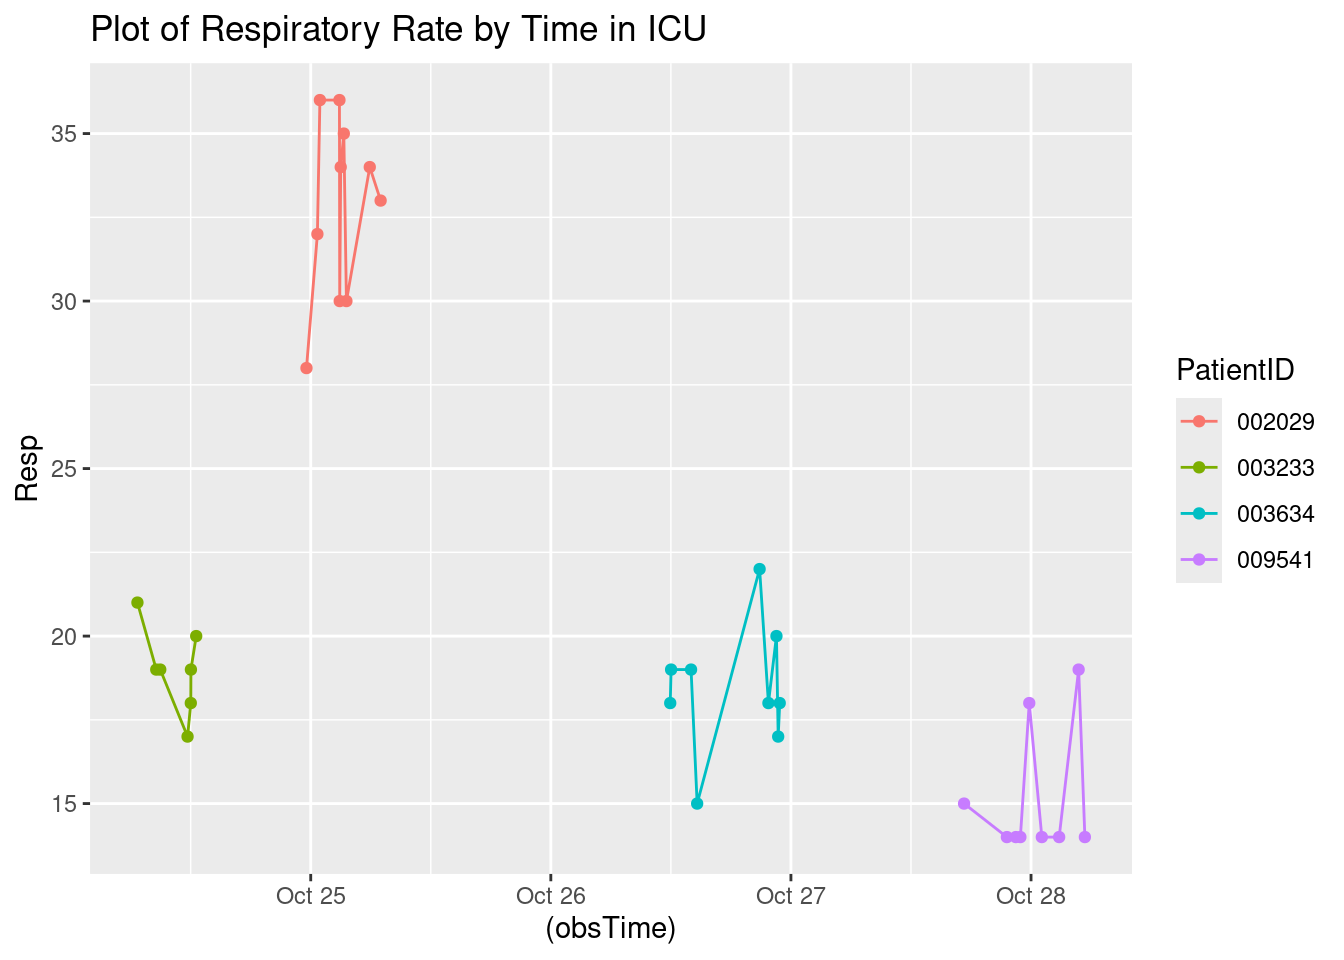 Plot of Respiratory Rate by Time in ICU
35
30
25
20
15
Resp
Oct 25
Oct 26
Oct 27
Oct 28
(obsTime)
PatientID
002029
003233
003634
009541